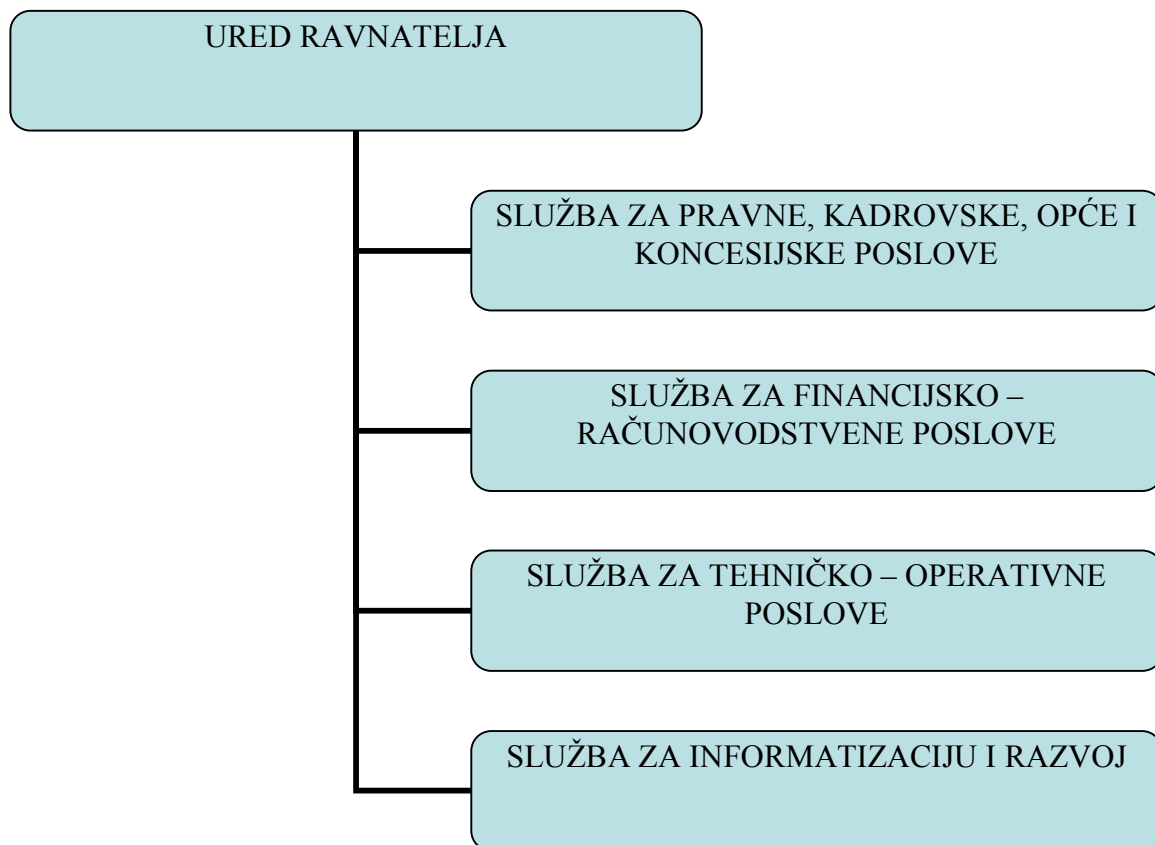 URED RAVNATELJA
SLUŽBA ZA PRAVNE, KADROVSKE, OPĆE I
KONCESIJSKE POSLOVE
SLUŽBA ZA FINANCIJSKO –
RAČUNOVODSTVENE POSLOVE
SLUŽBA ZA TEHNIČKO – OPERATIVNE
POSLOVE
SLUŽBA ZA INFORMATIZACIJU I RAZVOJ